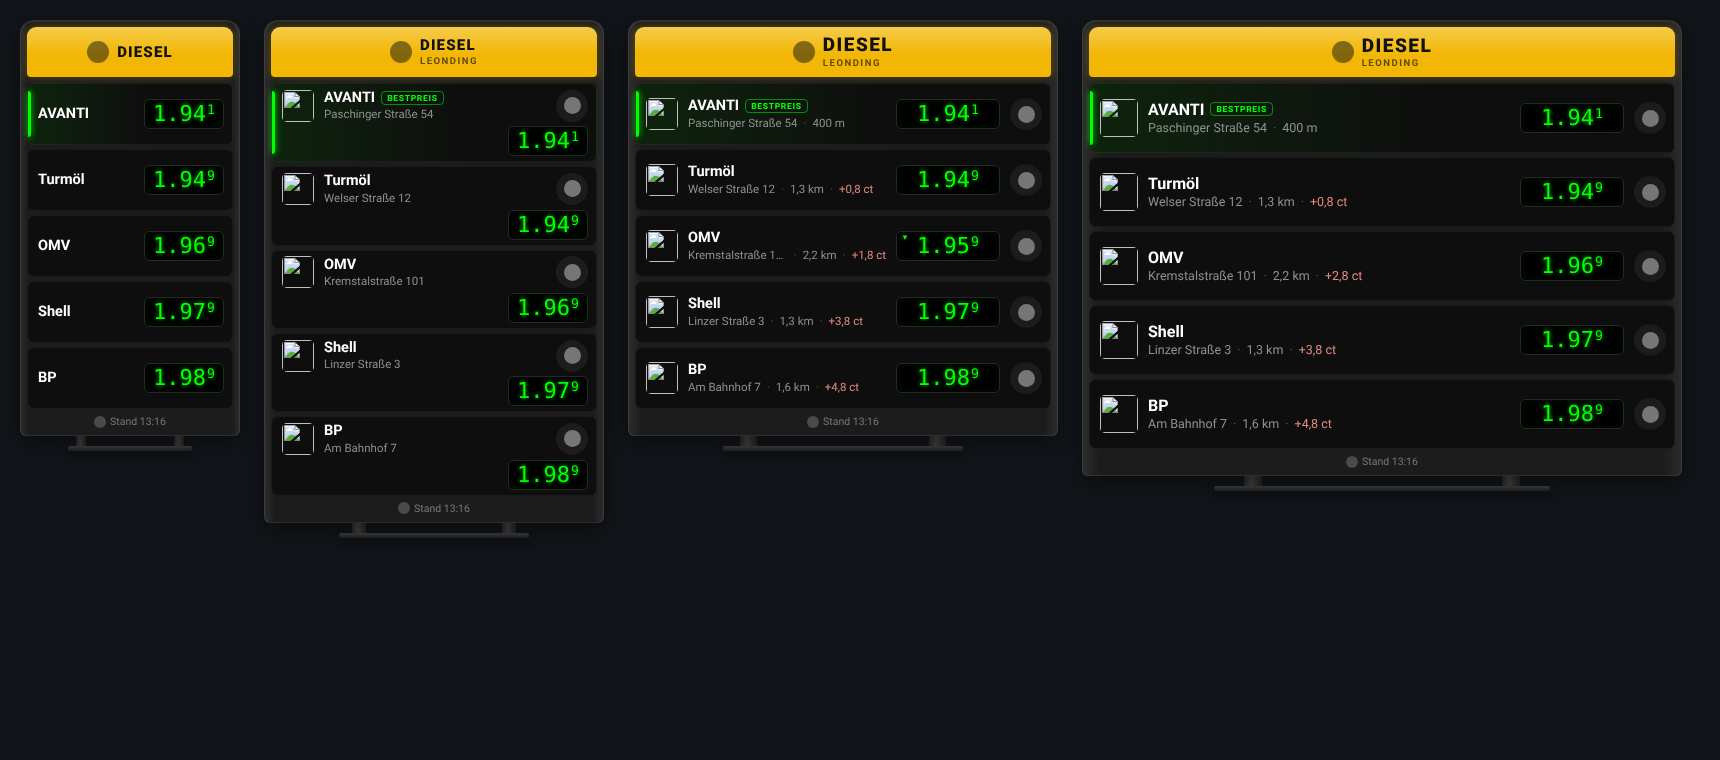 DIESEL
AVANTI 1.94¹
Turmöl 1.94⁹
OMV 1.96⁹
Shell 1.97⁹
BP 1.98⁹
Stand 13:16
DIESEL
LEONDING
AVANTI BESTPREIS
Paschinger Straße 54
1.94¹
Turmöl
Welser Straße 12
1.94⁹
OMV
Kremstalstraße 101
1.96⁹
Shell
Linzer Straße 3
1.97⁹
BP
Am Bahnhof 7
1.98⁹
Stand 13:16
DIESEL
LEONDING
AVANTI BESTPREIS
Paschinger Straße 54 · 400 m
1.94¹
Turmöl
Welser Straße 12 · 1,3 km · +0,8 ct
1.94⁹
OMV
Kremstalstraße 1… · 2,2 km · +1,8 ct
▼ 1.95⁹
Shell
Linzer Straße 3 · 1,3 km · +3,8 ct
1.97⁹
BP
Am Bahnhof 7 · 1,6 km · +4,8 ct
1.98⁹
Stand 13:16
DIESEL
LEONDING
AVANTI BESTPREIS
Paschinger Straße 54 · 400 m
1.94¹
Turmöl
Welser Straße 12 · 1,3 km · +0,8 ct
1.94⁹
OMV
Kremstalstraße 101 · 2,2 km · +2,8 ct
1.96⁹
Shell
Linzer Straße 3 · 1,3 km · +3,8 ct
1.97⁹
BP
Am Bahnhof 7 · 1,6 km · +4,8 ct
1.98⁹
Stand 13:16